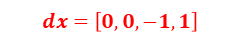 dx = [0, 0, −1, 1]